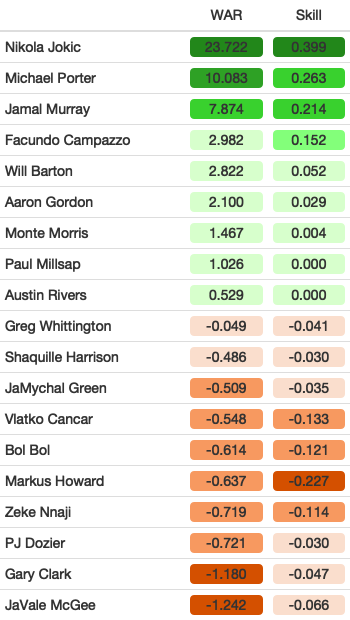 WAR Skill
Nikola Jokic 23.722 0.399
Michael Porter 10.083 0.263
Jamal Murray 7.874 0.214
Facundo Campazzo 2.982 0.152
Will Barton 2.822 0.052
Aaron Gordon 2.100 0.029
Monte Morris 1.467 0.004
Paul Millsap 1.026 0.000
Austin Rivers 0.529 0.000
Greg Whittington -0.049 -0.041
Shaquille Harrison -0.486 -0.030
JaMychal Green -0.509 -0.035
Vlatko Cancar -0.548 -0.133
Bol Bol -0.614 -0.121
Markus Howard -0.637 -0.227
Zeke Nnaji -0.719 -0.114
PJ Dozier -0.721 -0.030
Gary Clark -1.180 -0.047
JaVale McGee -1.242 -0.066